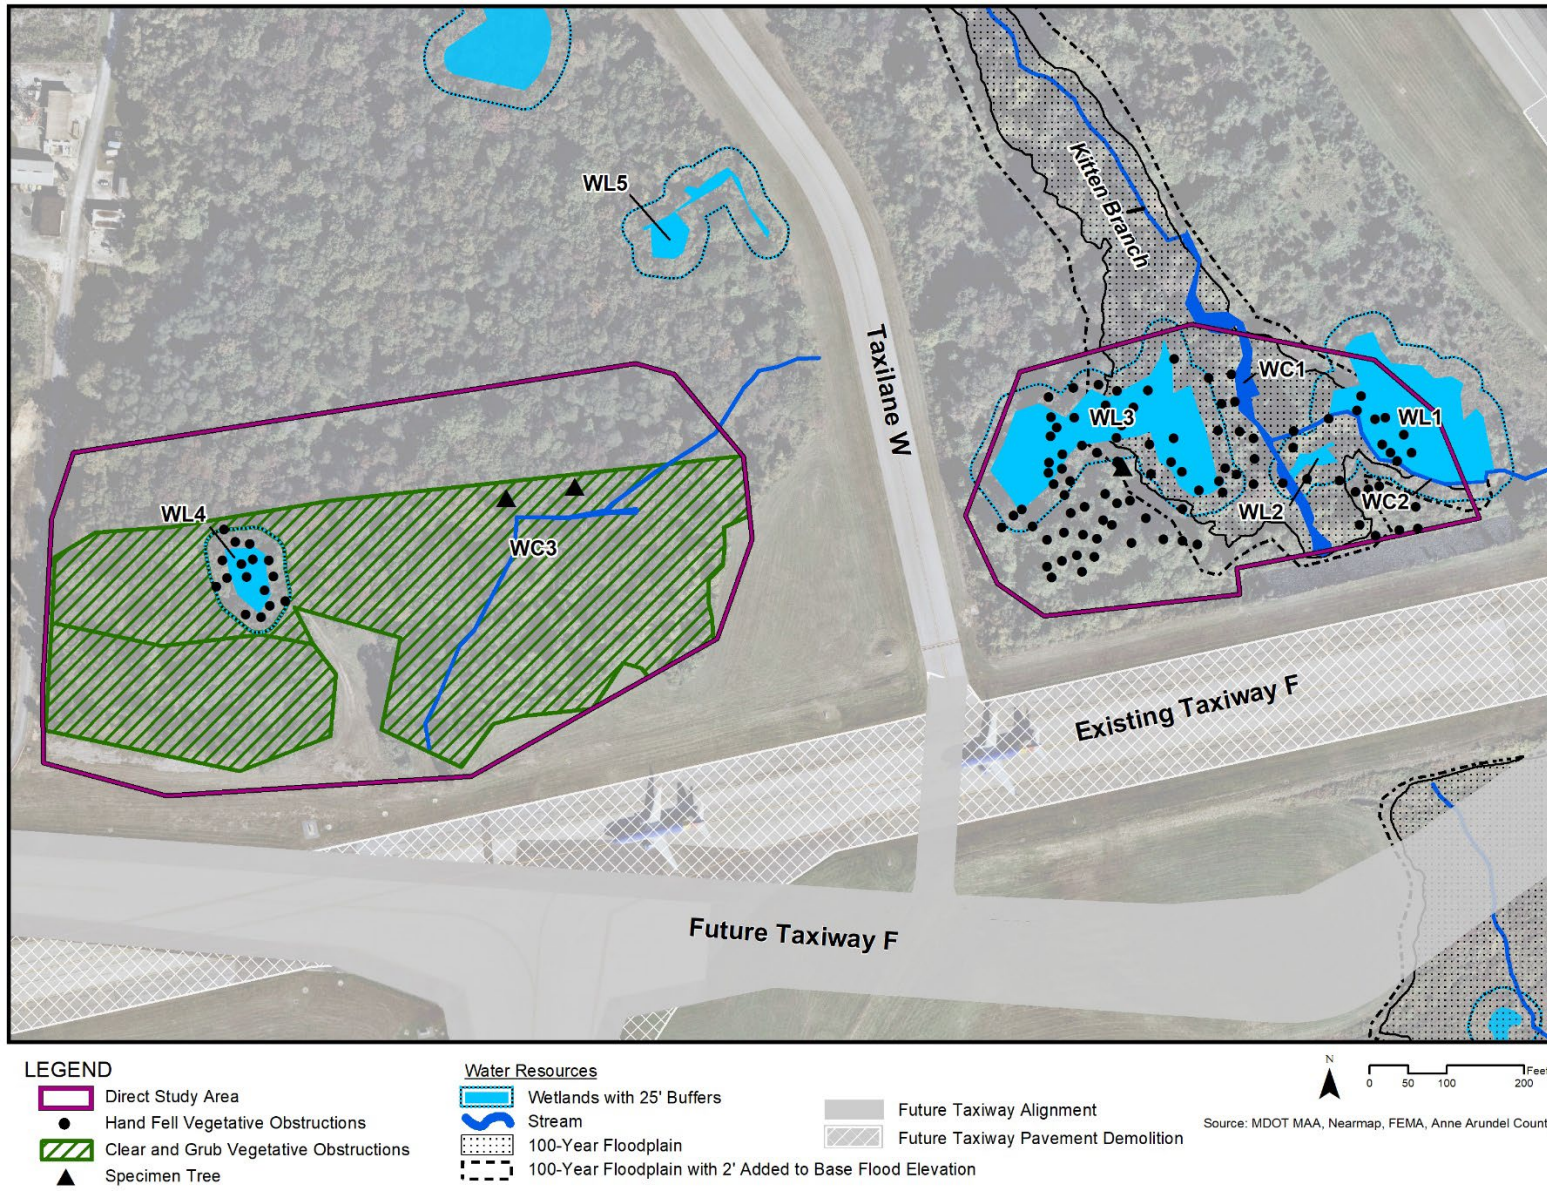 WL5
Kitten Branch
Taxilane W
WC1
WL3
WL1
WL4
WC3
WL2
WC2
Existing Taxiway F
Future Taxiway F
LEGEND
Direct Study Area
Hand Fell Vegetative Obstructions
Clear and Grub Vegetative Obstructions
Specimen Tree
Water Resources
Wetlands with 25' Buffers
Stream
100-Year Floodplain
100-Year Floodplain with 2' Added to Base Flood Elevation
Future Taxiway Alignment
Future Taxiway Pavement Demolition
N
Feet
0 50 100 200
Source: MDOT MAA, Nearmap, FEMA, Anne Arundel Count